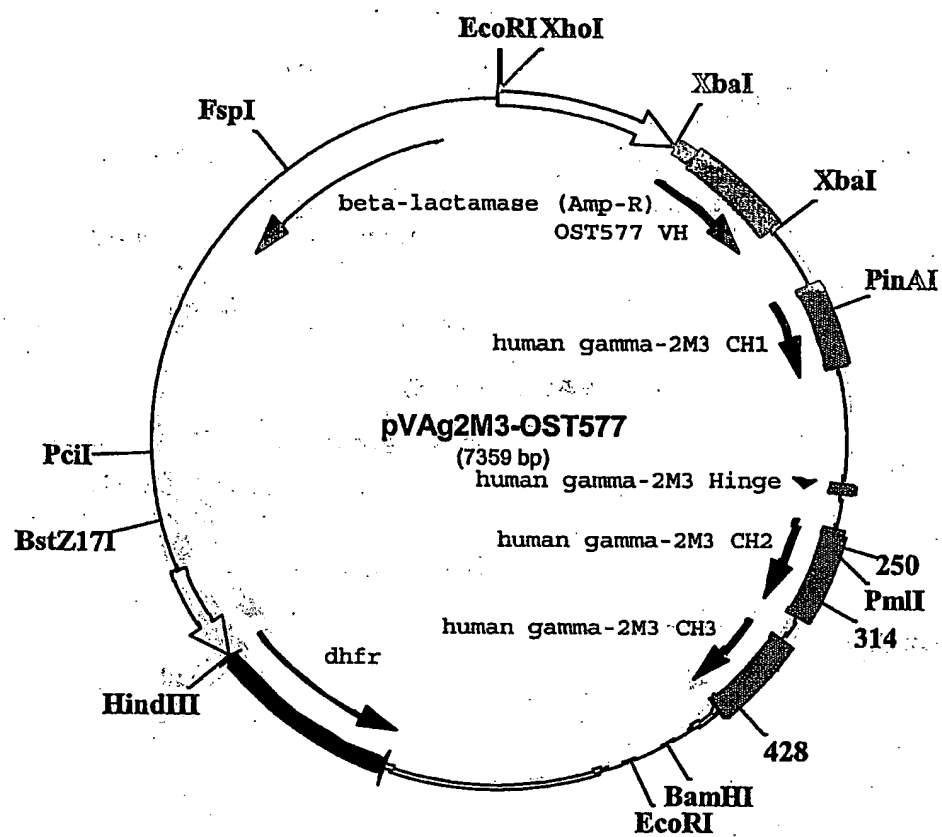 EcoRI XhoI
XbaI
FspI
XbaI
beta-lactamase (Amp-R)
OST577 VH
PinAI
human gamma-2M3 CH1
pVAg2M3-OST577
(7359 bp)
PciI
human gamma-2M3 Hinge
BstZ17I
human gamma-2M3 CH2
250
PmlI
human gamma-2M3 CH3
314
dhfr
HindIII
428
BamHI
EcoRI